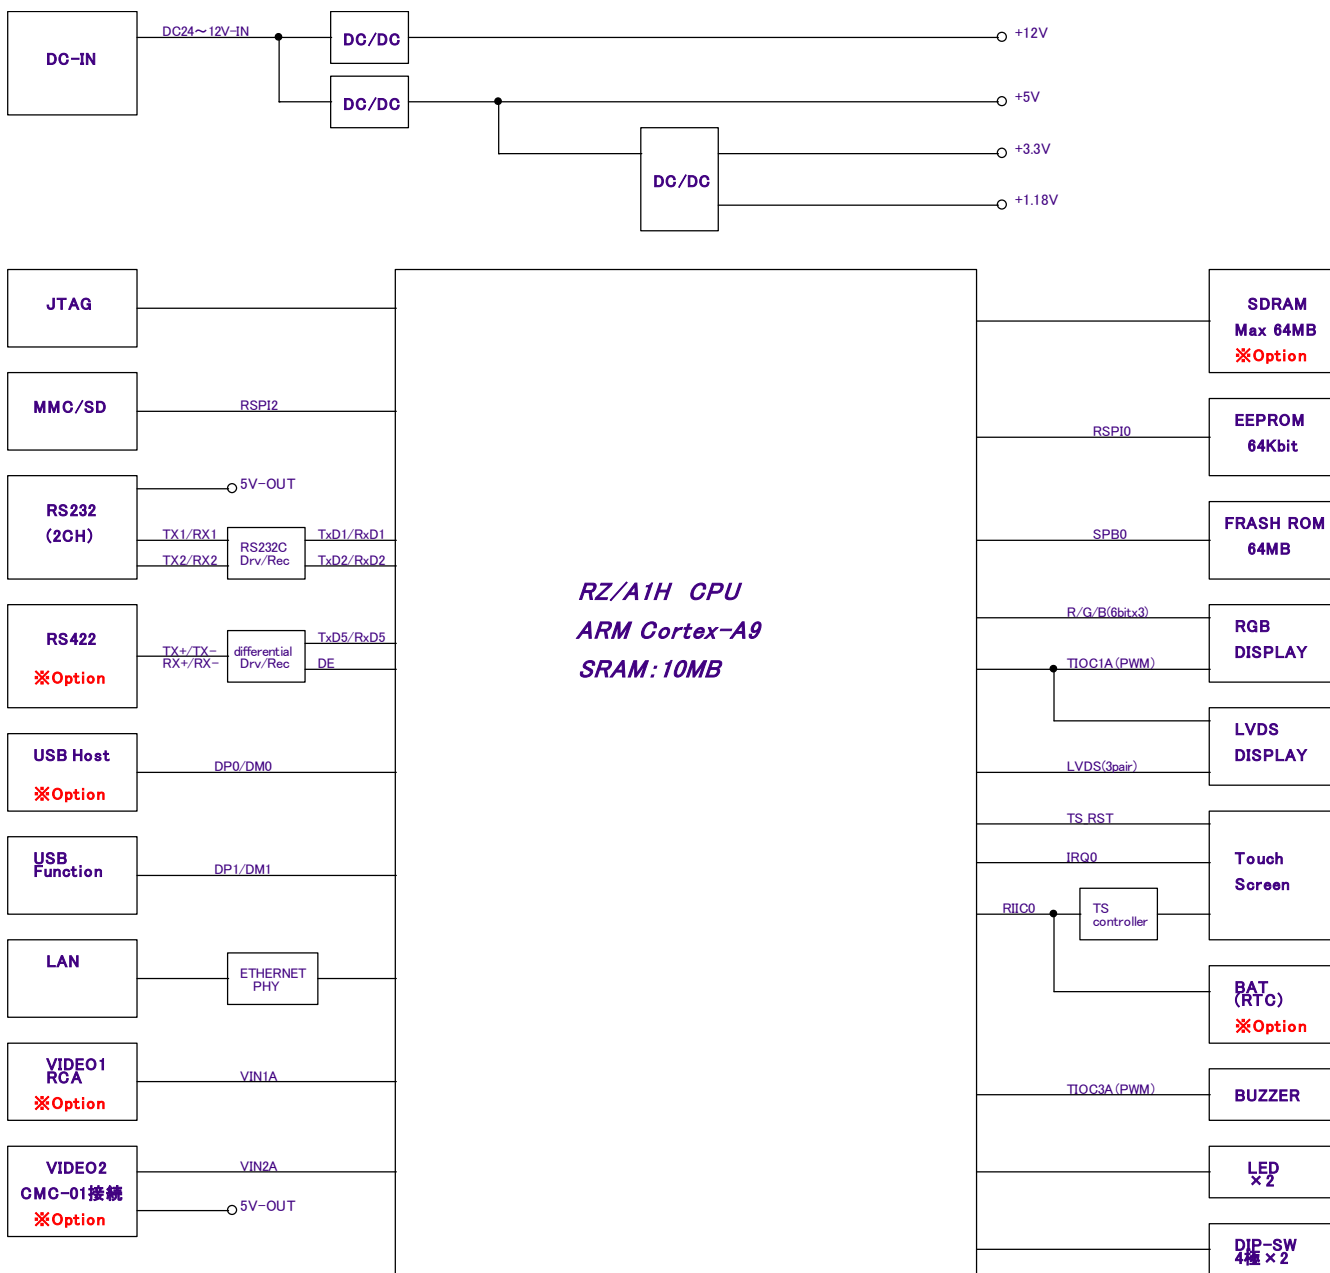 DC-IN
DC24～12V-IN
DC/DC
+12V
DC/DC
+5V
DC/DC
+3.3V
+1.18V
JTAG
MMC/SD
RSPI2
RS232
(2CH)
5V-OUT
TX1/RX1
TX2/RX2
RS232C
Drv/Rec
TxD1/RxD1
TxD2/RxD2
RS422
※Option
TX+/TX-
RX+/RX-
differential
Drv/Rec
TxD5/RxD5
DE
USB Host
※Option
DP0/DM0
USB
Function
DP1/DM1
LAN
ETHERNET
PHY
VIDEO1
RCA
※Option
VIN1A
VIDEO2
CMC-01接続
※Option
VIN2A
5V-OUT
RZ/A1H CPU
ARM Cortex-A9
SRAM:10MB
SDRAM
Max 64MB
※Option
RSPI0
EEPROM
64Kbit
SPB0
FRASH ROM
64MB
R/G/B(6bitx3)
TIOC1A(PWM)
RGB
DISPLAY
LVDS(3pair)
LVDS
DISPLAY
TS_RST
IRQ0
RIIC0
TS
controller
Touch
Screen
BAT
(RTC)
※Option
TIOC3A(PWM)
BUZZER
LED
×2
DIP-SW
4極×2